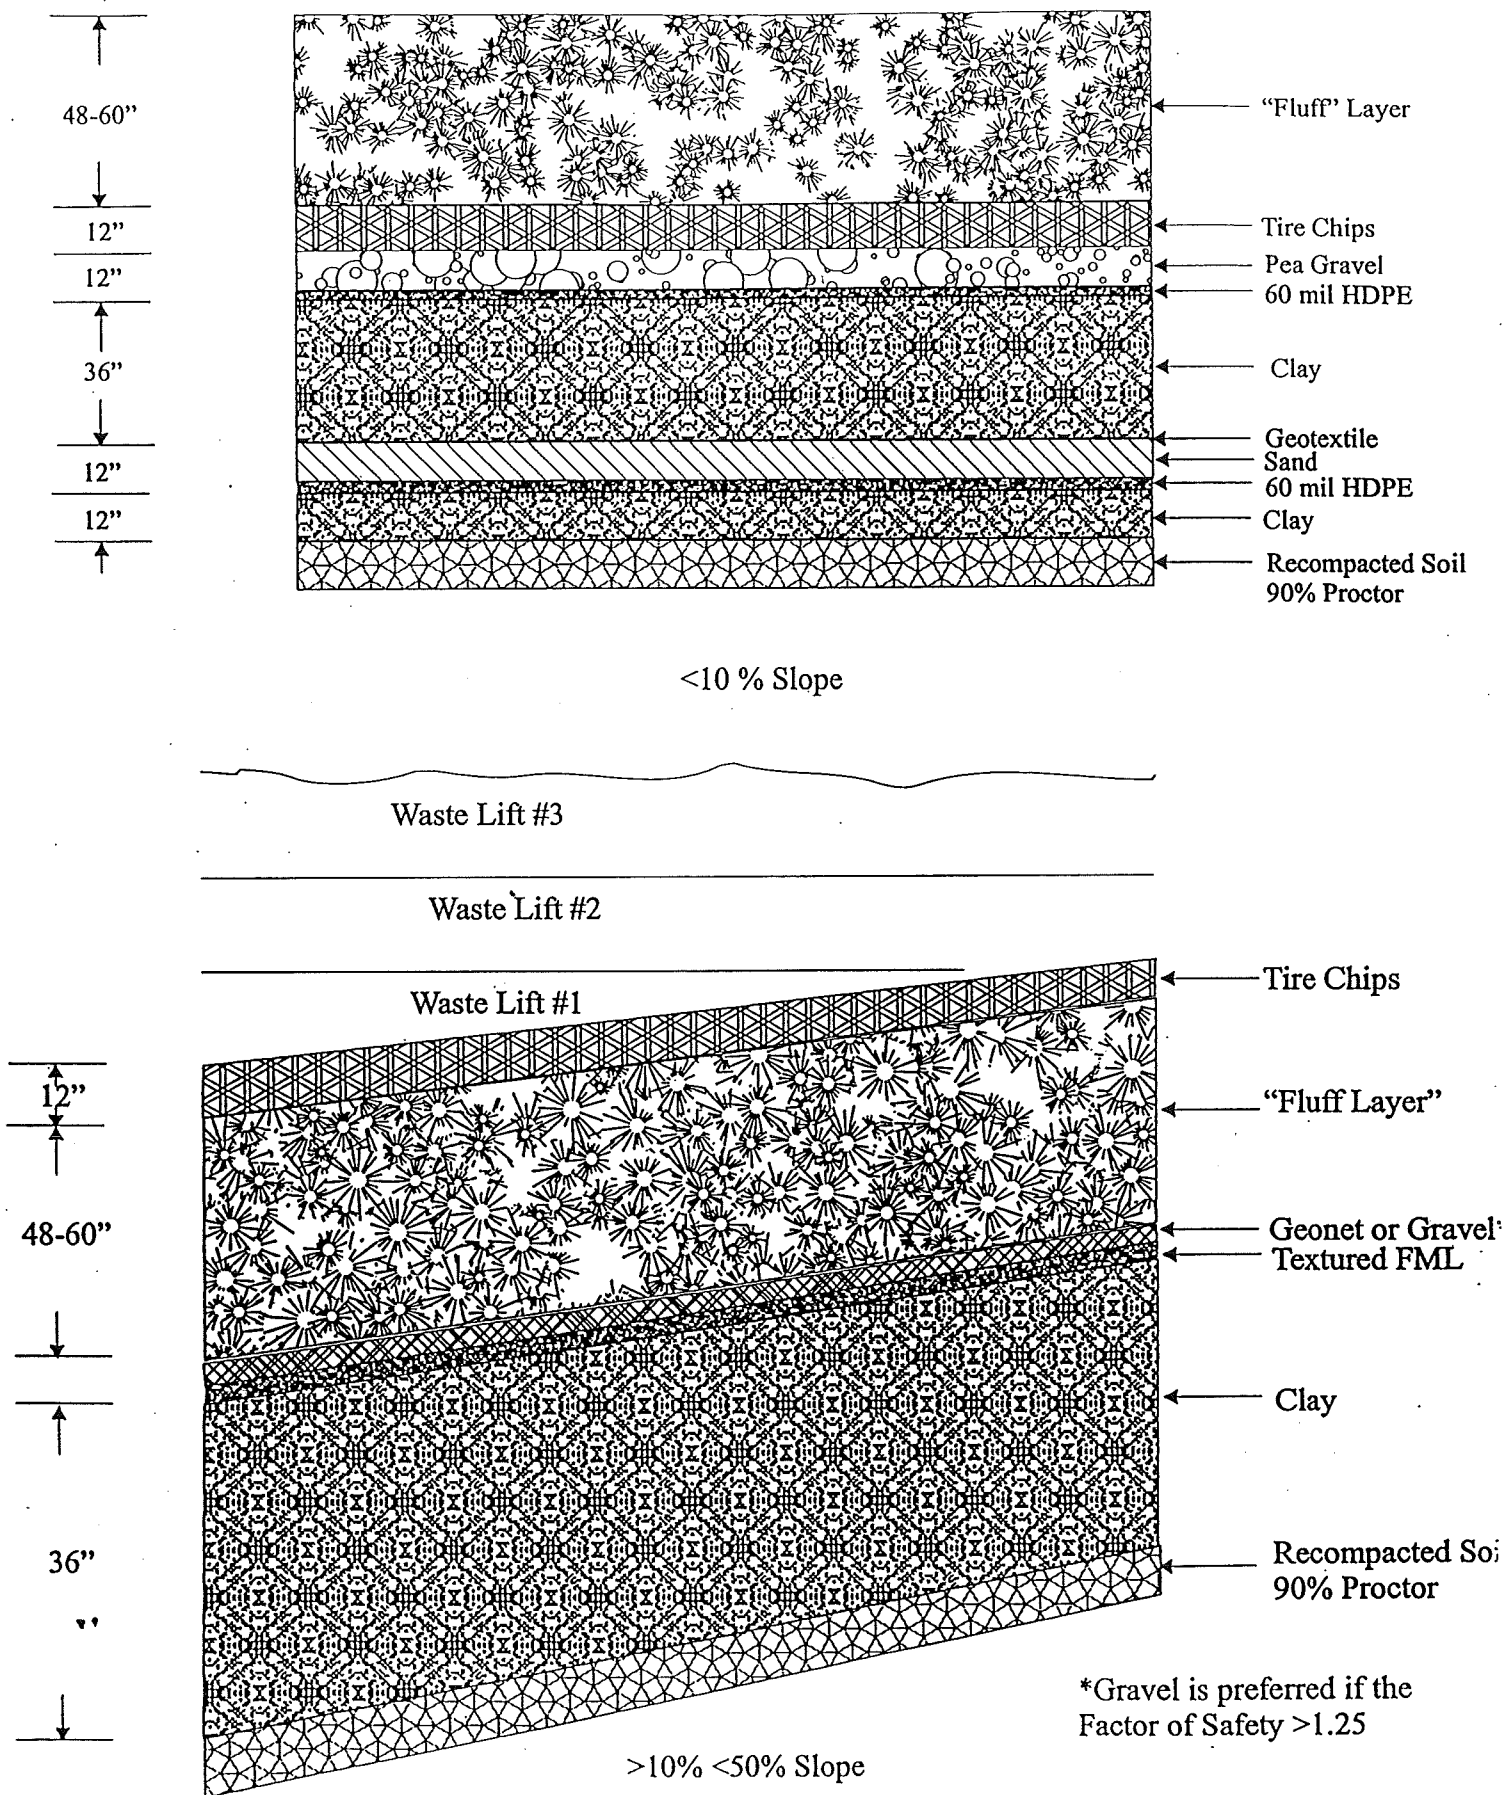 48-60”
“Fluff” Layer
12”
Tire Chips
12”
Pea Gravel
60 mil HDPE
36”
Clay
Geotextile
12”
Sand
60 mil HDPE
12”
Clay
Recompacted Soil
90% Proctor
<10 % Slope
Waste Lift #3
Waste Lift #2
Waste Lift #1
Tire Chips
12”
“Fluff Layer”
48-60”
Geonet or Gravel*
Textured FML
Clay
36”
Recompacted Soi
90% Proctor
*Gravel is preferred if the
Factor of Safety >1.25
>10% <50% Slope